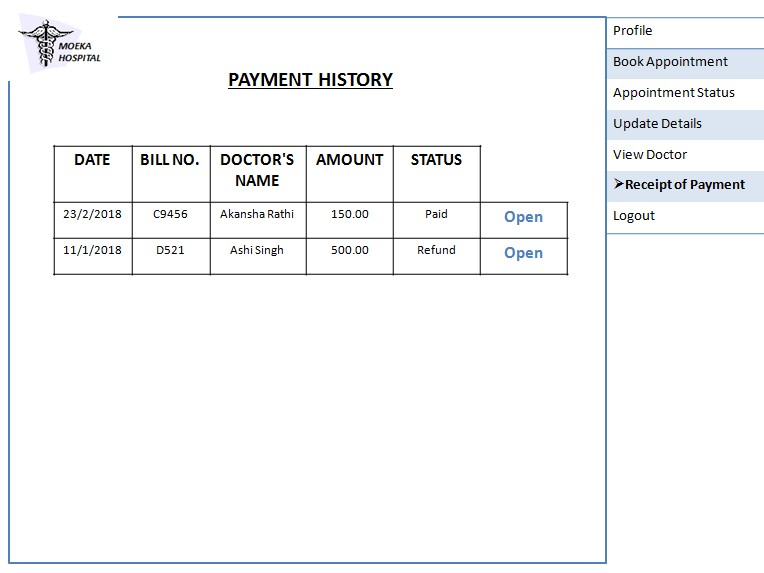 MOEKA
HOSPITAL
PAYMENT HISTORY
DATE BILL NO. DOCTOR'S NAME AMOUNT STATUS
23/2/2018 C9456 Akansha Rathi 150.00 Paid Open
11/1/2018 D521 Ashi Singh 500.00 Refund Open
Profile
Book Appointment
Appointment Status
Update Details
View Doctor
➢Receipt of Payment
Logout